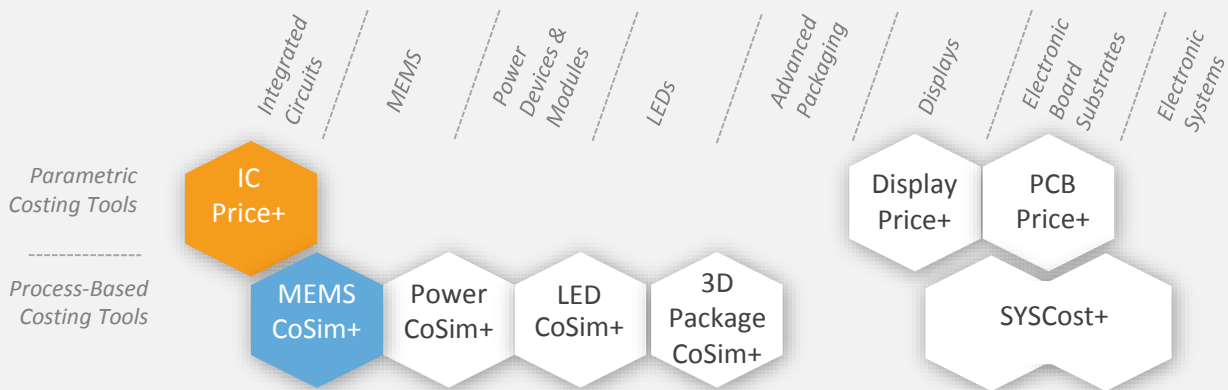 Integrated
Circuits
MEMS
Power
Devices &
Modules
LEDs
Advanced
Packaging
Displays
Electronic
Board
Substrates
Electronic
Systems
Parametric
Costing Tools
IC
Price+
Display
Price+
PCB
Price+
Process-Based
Costing Tools
MEMS
CoSim+
Power
CoSim+
LED
CoSim+
3D
Package
CoSim+
SYSCost+